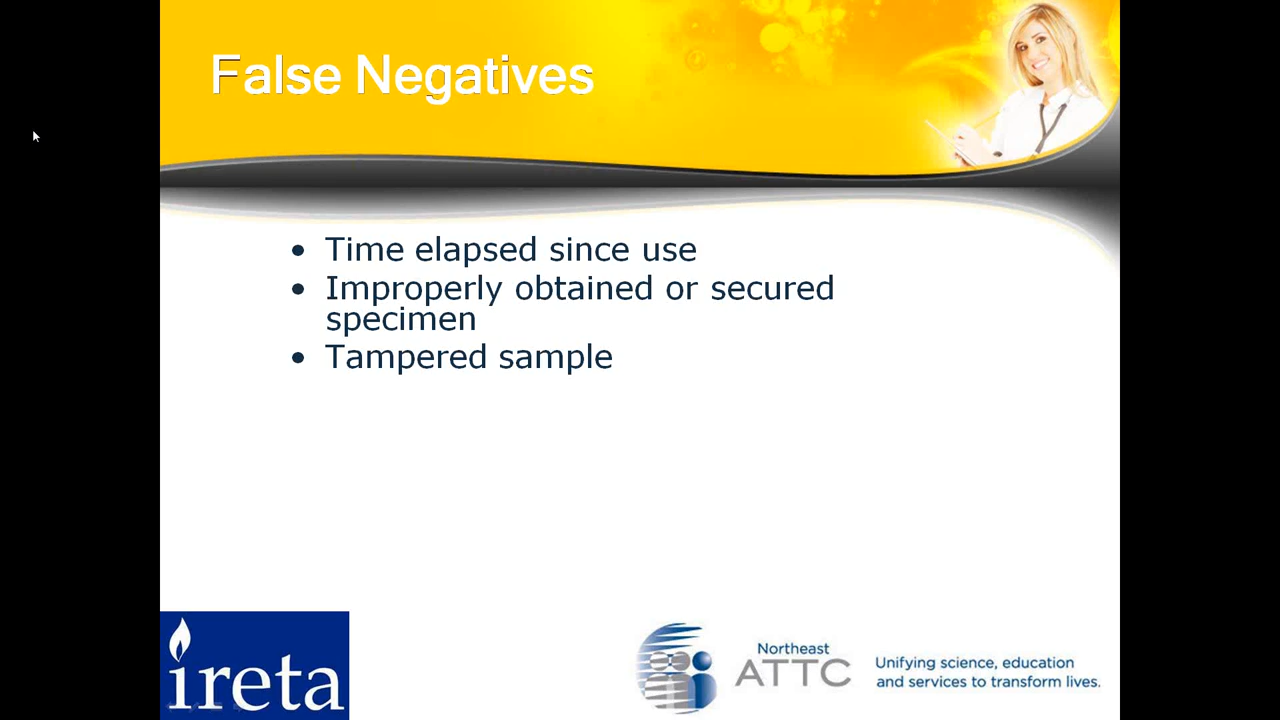 False Negatives
• Time elapsed since use
• Improperly obtained or secured
specimen
• Tampered sample
ireta
Northeast
ATTC
Unifying science, education
and services to transform lives.